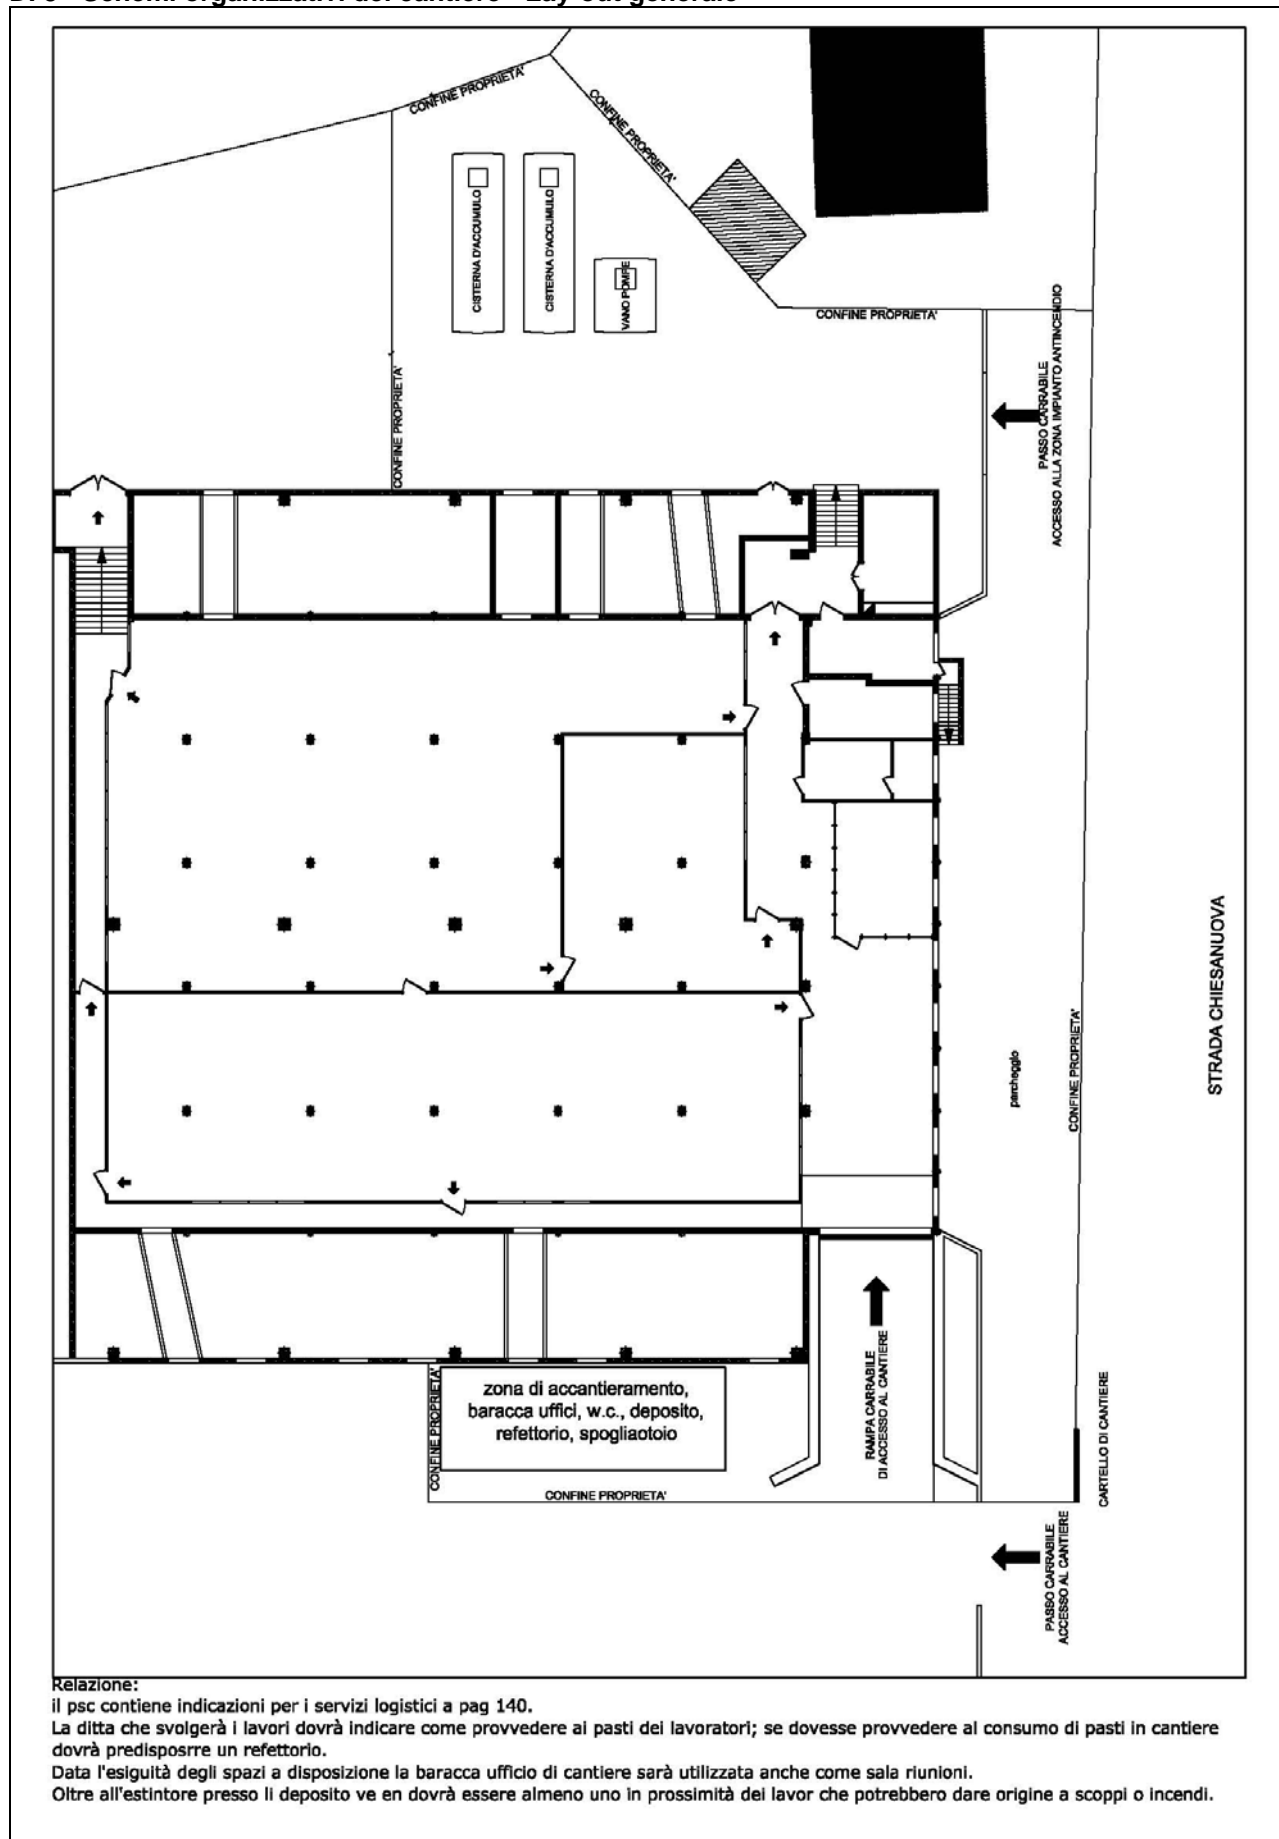 CONFINE PROPRIETA'
CONFINE PROPRIETA'
CISTERNA D'ACCUMULO
CISTERNA D'ACCUMULO
VANO POMPE
CONFINE PROPRIETA'
CONFINE PROPRIETA'
PASSO CARRABILE
ACCESSO ALLA ZONA IMPIANTO ANTINCENDIO
STRADA CHIESANUOVA
parcheggio
CONFINE PROPRIETA'
zona di accantieramento,
baracca uffici, w.c., deposito,
refettorio, spogliaotoio
CONFINE PROPRIETA'
CONFINE PROPRIETA'
RAMPA CARRABILE
DI ACCESSO AL CANTIERE
CARTELLO DI CANTIERE
PASSO CARRABILE
ACCESSO AL CANTIERE
Relazione:
il psc contiene indicazioni per i servizi logistici a pag 140.
La ditta che svolgerà i lavori dovrà indicare come provvedere ai pasti dei lavoratori; se dovesse provvedere al consumo di pasti in cantiere
dovrà predisposrre un refettorio.
Data l'esiguità degli spazi a disposizione la baracca ufficio di cantiere sarà utilizzata anche come sala riunioni.
Oltre all'estintore presso li deposito ve en dovrà essere almeno uno in prossimità dei lavor che potrebbero dare origine a scoppi o incendi.